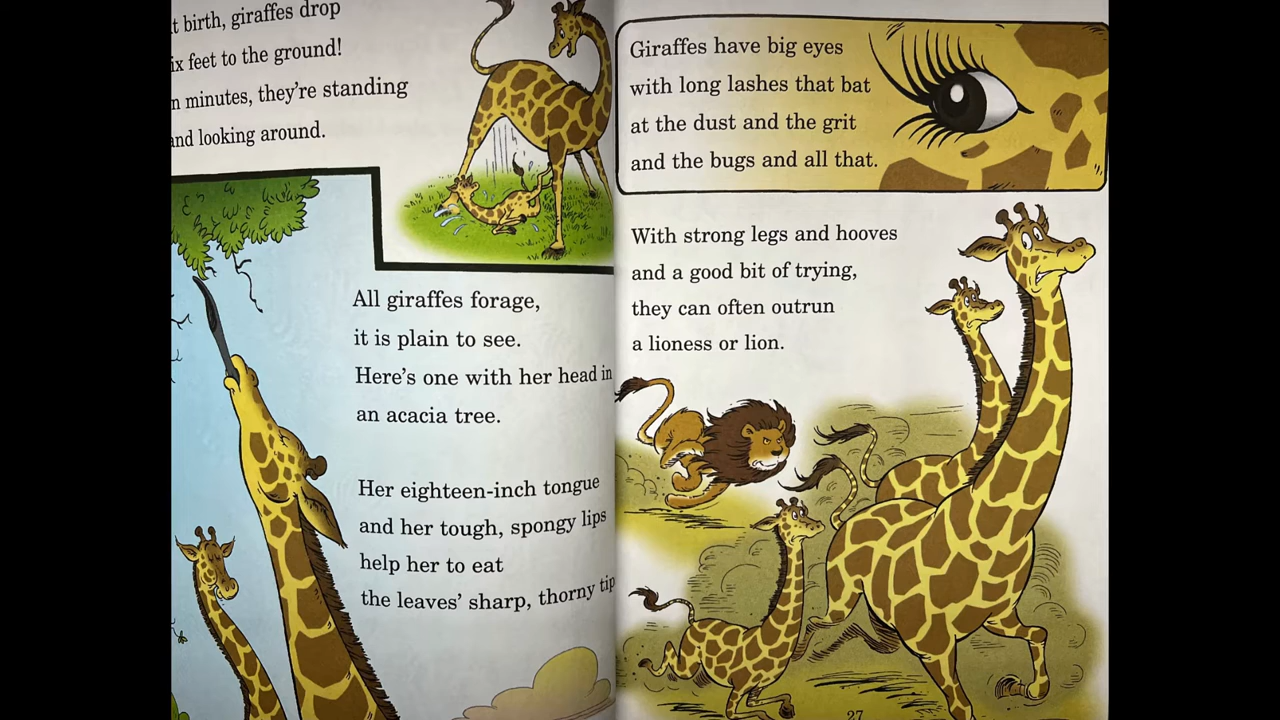 t birth, giraffes drop
ix feet to the ground!
n minutes, they're standing
and looking around.
All giraffes forage,
it is plain to see.
Here's one with her head in
an acacia tree.
Her eighteen-inch tongue
and her tough, spongy lips
help her to eat
the leaves' sharp, thorny tip
Giraffes have big eyes
with long lashes that bat
at the dust and the grit
and the bugs and all that.
With strong legs and hooves
and a good bit of trying,
they can often outrun
a lioness or lion.
27